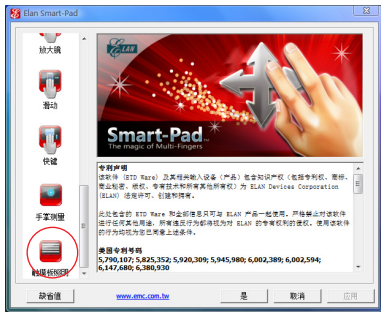 Elan Smart-Pad
放大镜
滑动
快键
手掌测量
ELAN
Smart-Pad
The magic of Multi-Fingers
专利声明
该软件 (ETD Ware) 及其相关输入设备 (产品) 包含知识产权 (包括专利权、商标、
商业秘密、版权、专有技术和所有其他所有权) 为 ELAN Devices Corporation
(ELAN) 法定许可、创建和拥有。
此处包含的 ETD Ware 和全部信息只可与 ELAN 产品一起使用。严格禁止对该软件
进行任何其他用途。所有违反行为都将视为对 ELAN 的专有权利的侵权。使用该软件
的行为均视为您已同意上述条件。
美国专利号码
5,790,107; 5,825,352; 5,920,309; 5,945,980; 6,002,389; 6,002,594;
6,147,680; 6,380,930
缺省值
www.emc.com.tw
是
取消
应用